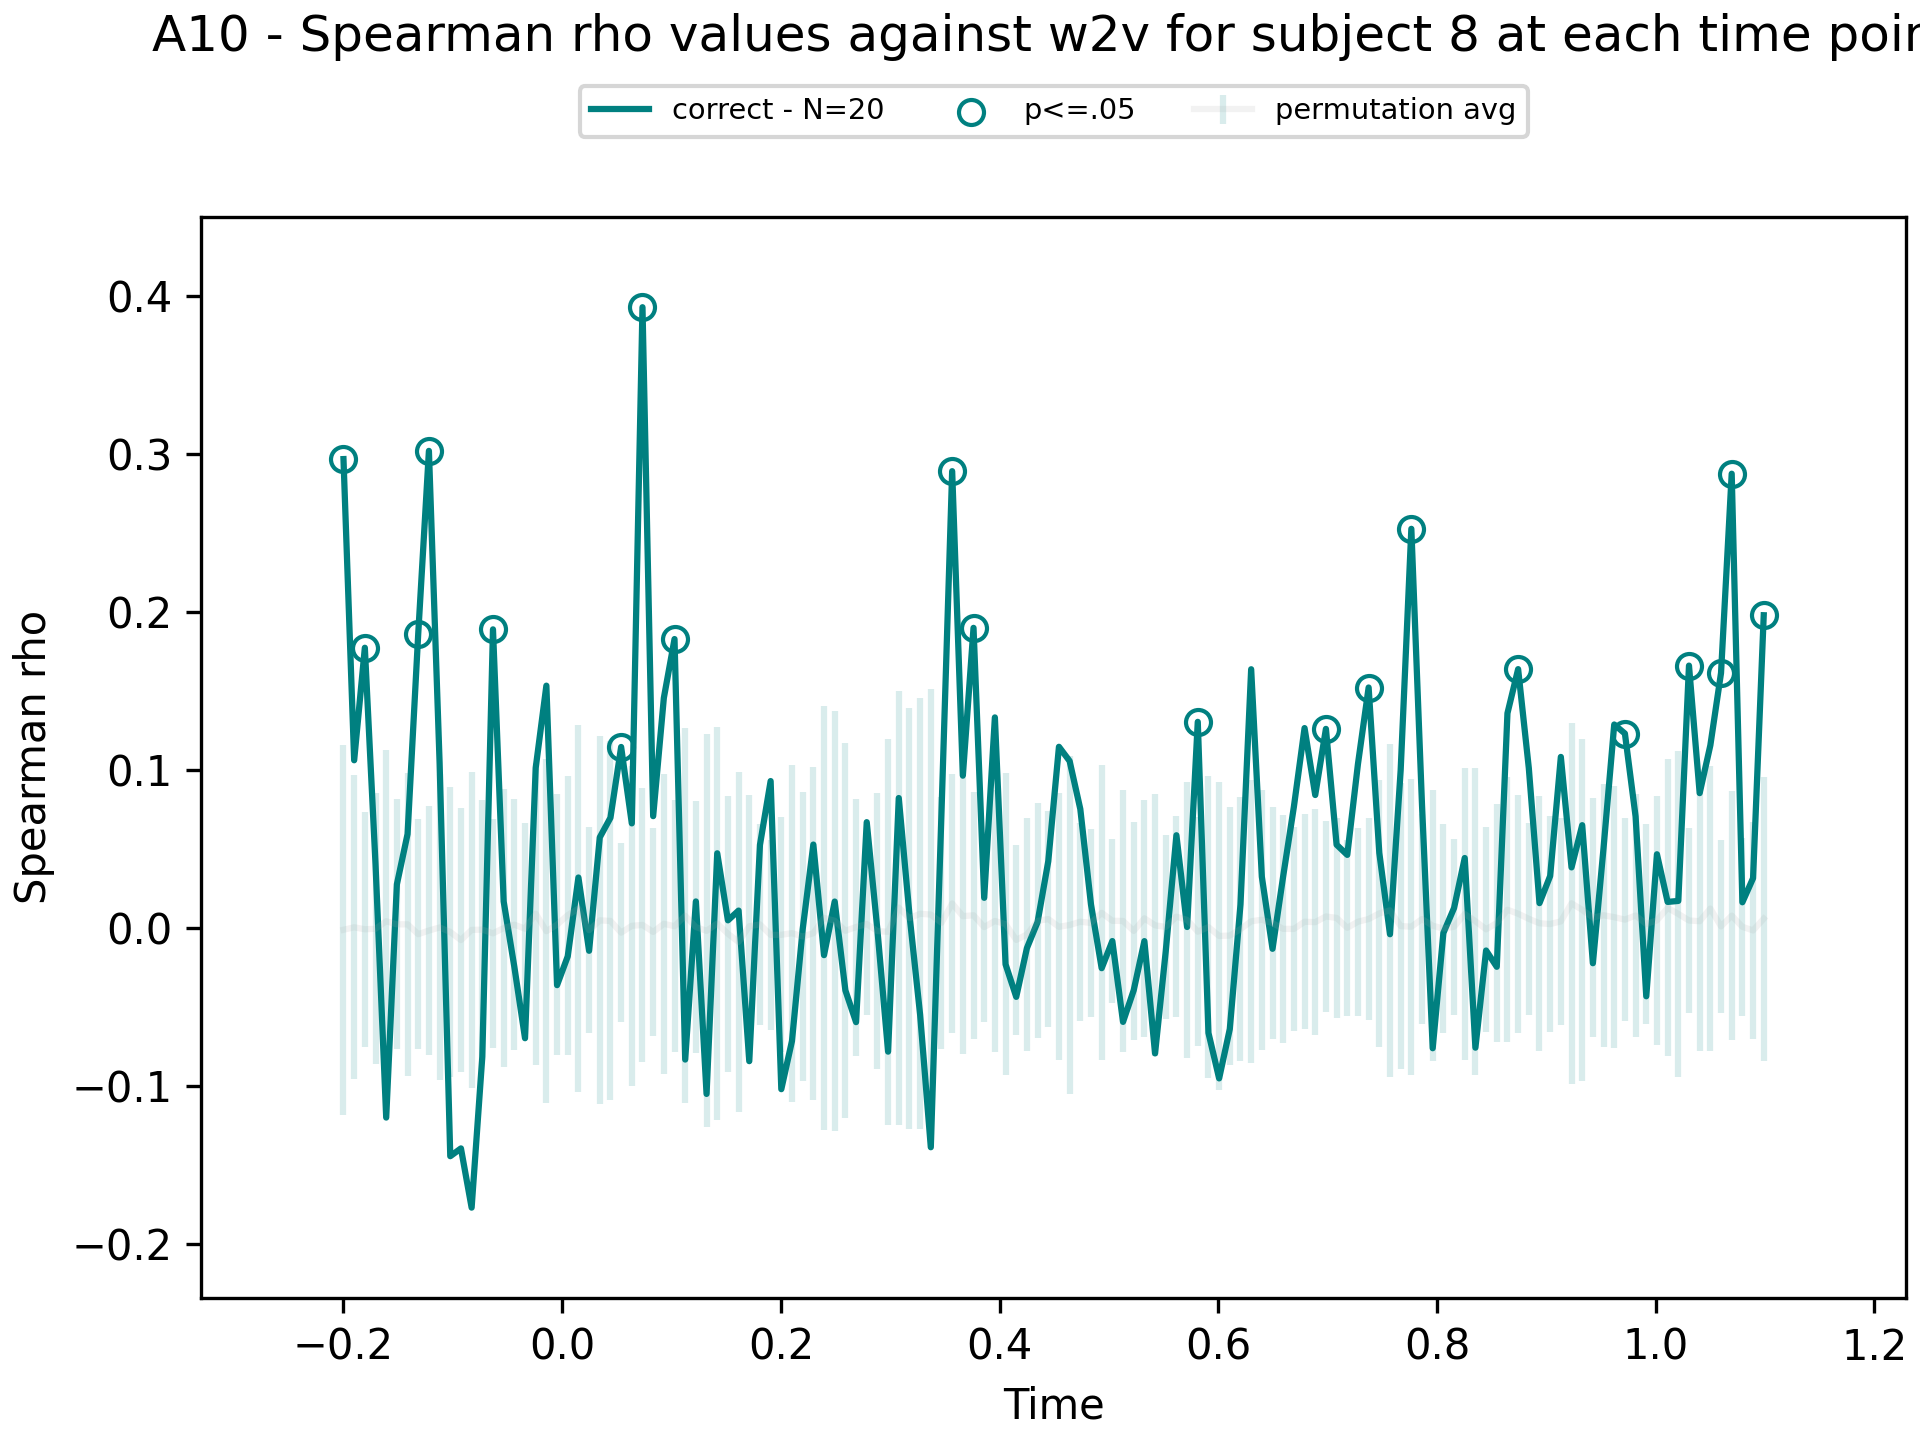 A10 - Spearman rho values against w2v for subject 8 at each time poin
correct - N=20 p<=.05 permutation avg
0.4
0.3
0.2
0.1
0.0
−0.1
−0.2
Spearman rho
−0.2 0.0 0.2 0.4 0.6 0.8 1.0 1.2
Time